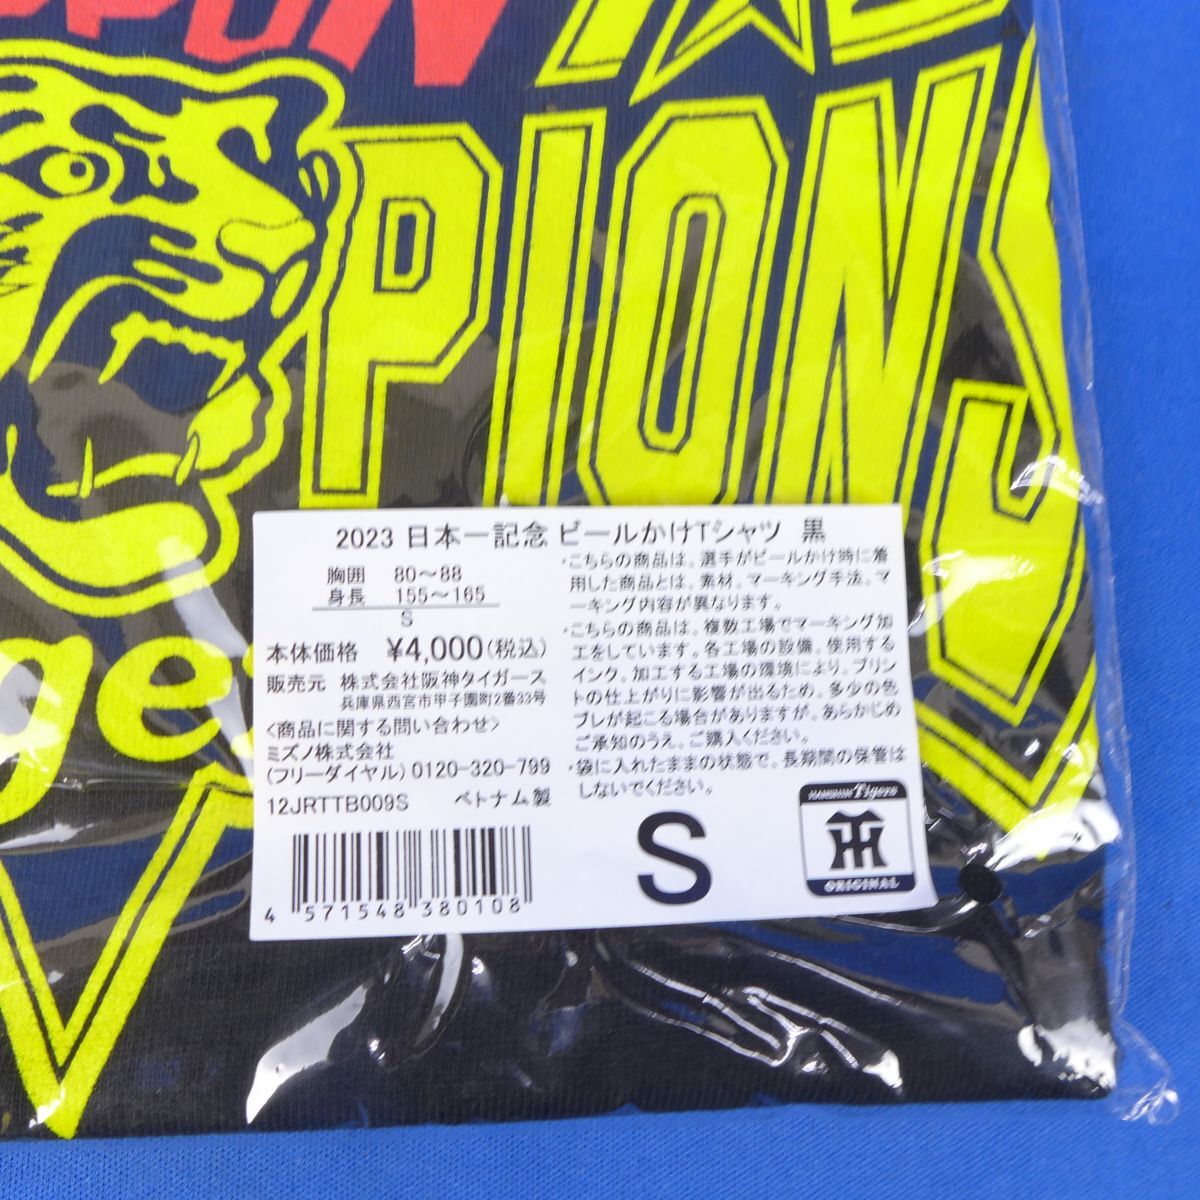 PIONS
2023 日本一記念 ビールかけTシャツ 黒
胸囲 80～88
身長 155～165
S
本体価格 ¥4,000(税込)
販売元 株式会社阪神タイガース
兵庫県西宮市甲子園町2番33号
<商品に関する問い合わせ>
ミズノ株式会社
(フリーダイヤル)0120-320-799
12JRTTB009S ベトナム製
4 571548 380108
・こちらの商品は、選手がビールかけ時に着
用した商品とは、素材、マーキング手法、マ
ーキング内容が異なります。
・こちらの商品は、複数工場でマーキング加
工をしています。各工場の設備、使用する
インク、加工する工場の環境により、プリン
トの仕上がりに影響が出るため、多少の色
ブレが起こる場合がありますが、あらかじめ
ご承知のうえ、ご購入ください。
・袋に入れたままの状態で、長期間の保管は
しないでください。
S
HANSHIN Tigers
HT
ORIGINAL